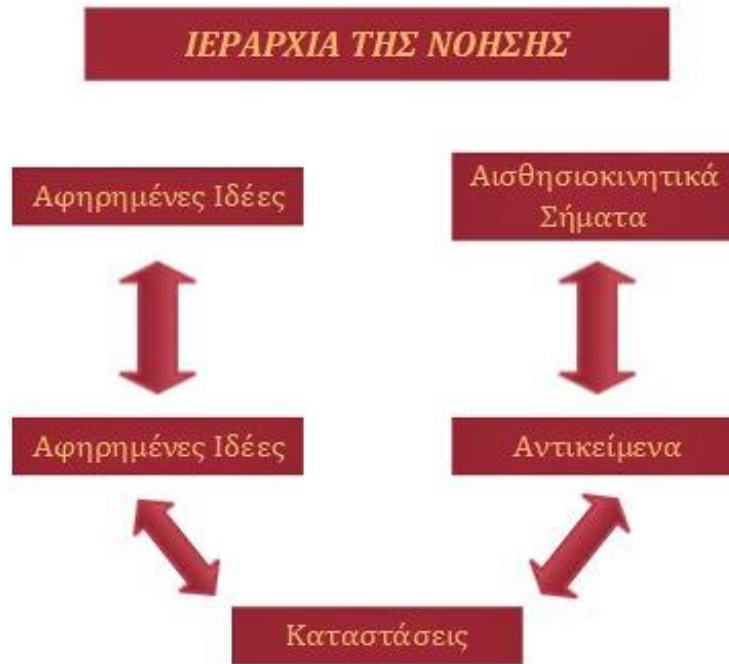 ΙΕΡΑΡΧΙΑ ΤΗΣ ΝΟΗΣΗΣ
Αφηρημένες Ιδέες
Αισθησιοκινητικά
Σήματα
Αφηρημένες Ιδέες
Αντικείμενα
Καταστάσεις